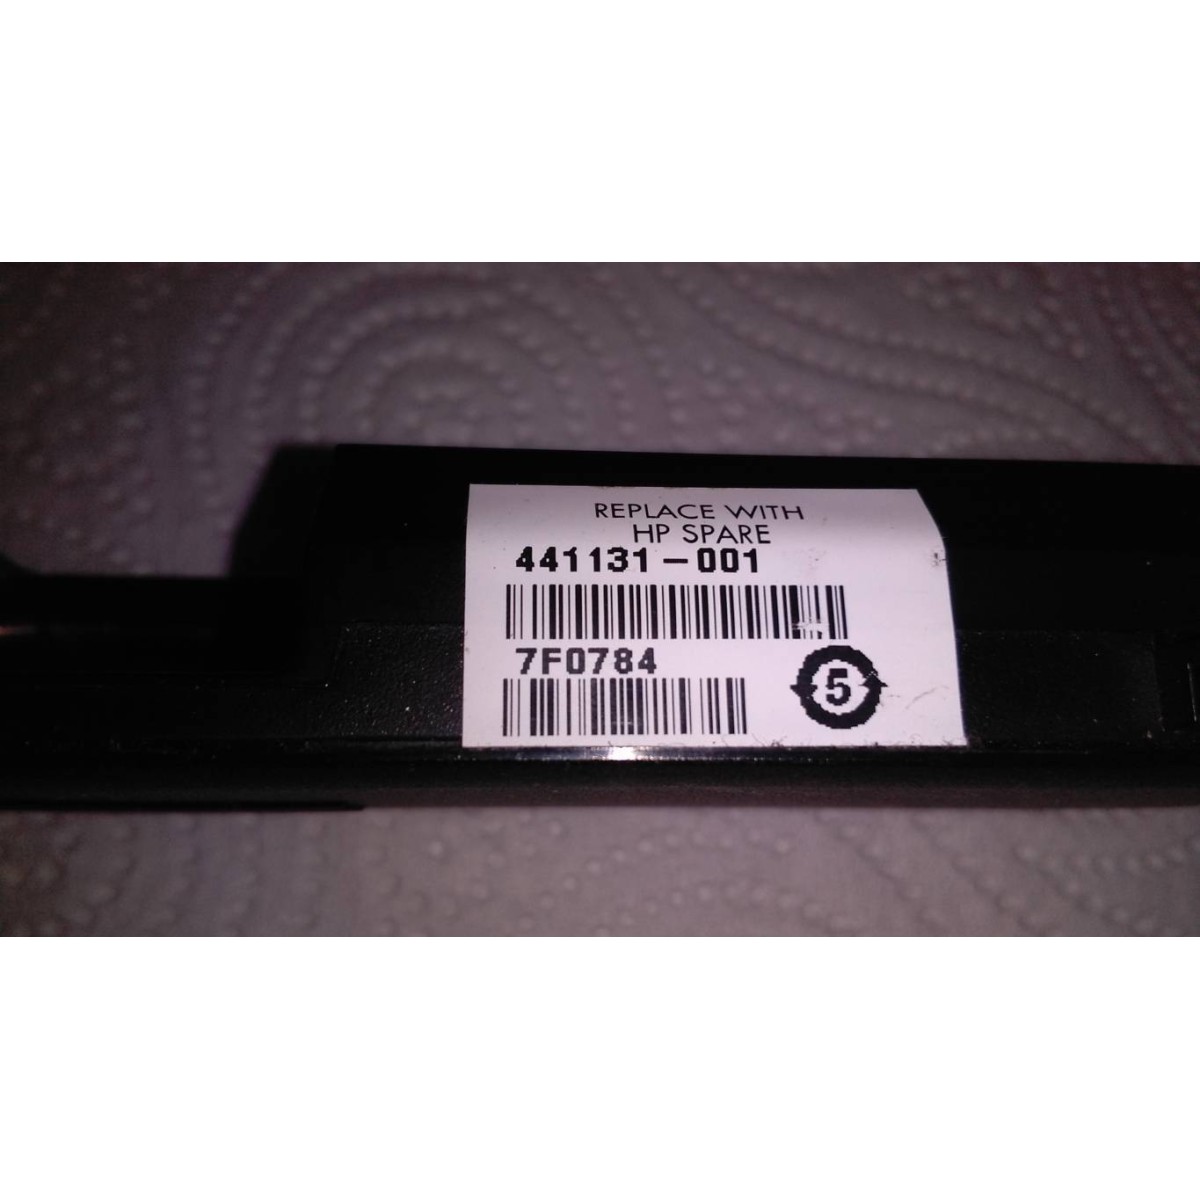 REPLACE WITH
HP SPARE
441131-001
7F0784
5